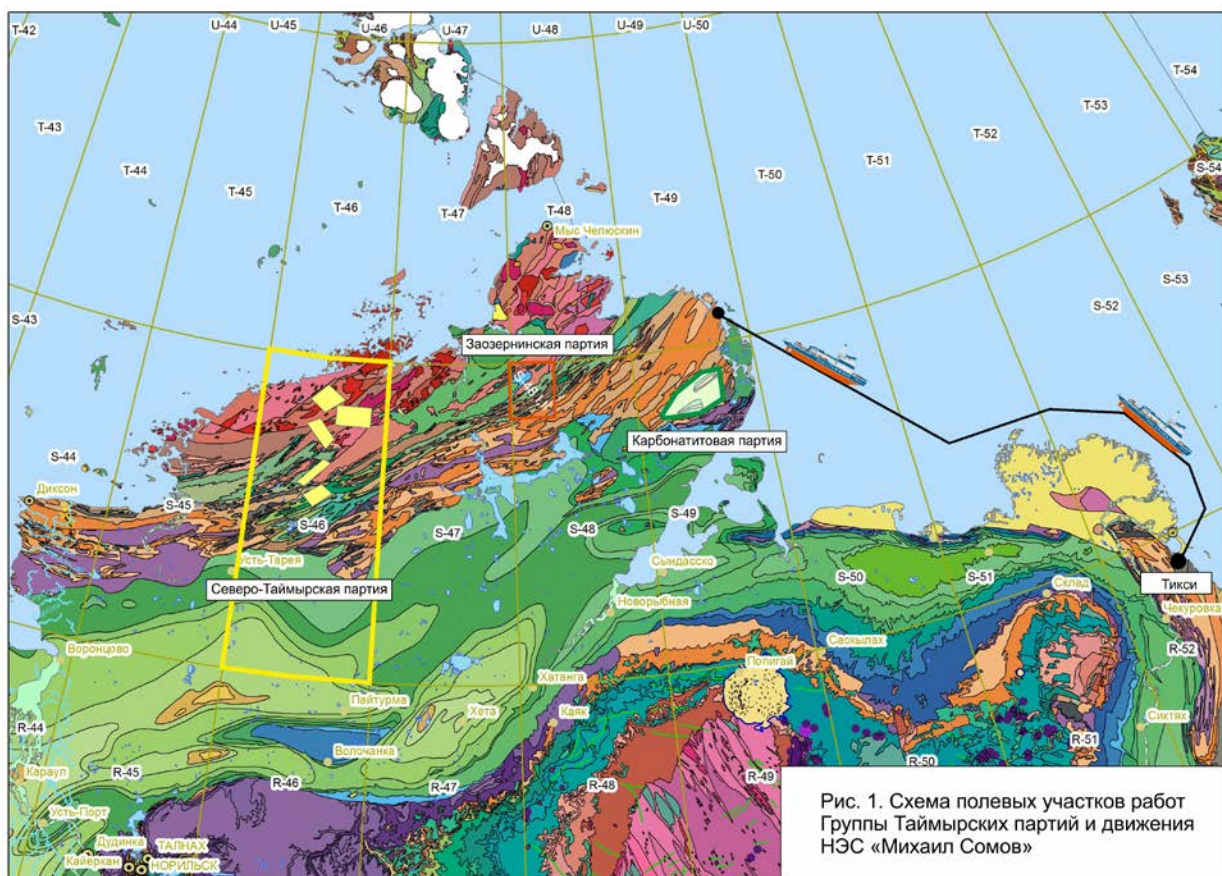 T-42
U-44
U-45
U-46
U-47
U-48
U-49
U-50
T-54
T-53
T-52
T-51
T-50
T-43
T-44
T-45
T-46
T-47
T-48
T-49
S-54
Мыс Челюскин
S-53
S-52
S-43
Заозернинская партия
Карбонатитовая партия
S-44
Диксон
S-45
S-46
S-47
S-48
S-49
Усть-Тарея
Северо-Таймырская партия
Сындасско
S-50
S-51
Склад
Тикси
Чекуровка
Новорыбная
Воронцово
Саскылах
R-52
Попигай
Хатанга
Пайтурма
Хета
Каяк
Сиктях
R-44
Волочанка
R-51
Караул
R-45
R-46
R-47
R-48
R-49
R-50
Усть-Порт
Дудинка
ТАЛНАХ
Кайеркан
НОРИЛЬСК
Рис. 1. Схема полевых участков работ
Группы Таймырских партий и движения
НЭС «Михаил Сомов»